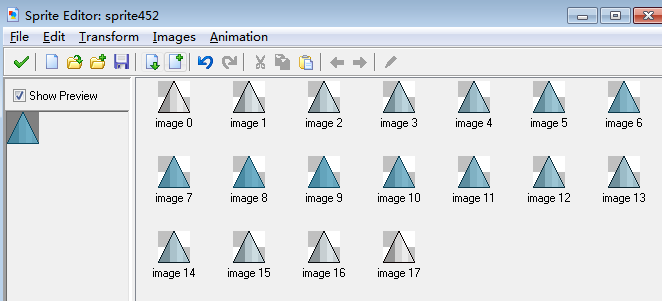 Sprite Editor: sprite452
File Edit Transform Images Animation
Show Preview
image 0 image 1 image 2 image 3 image 4 image 5 image 6
image 7 image 8 image 9 image 10 image 11 image 12 image 13
image 14 image 15 image 16 image 17